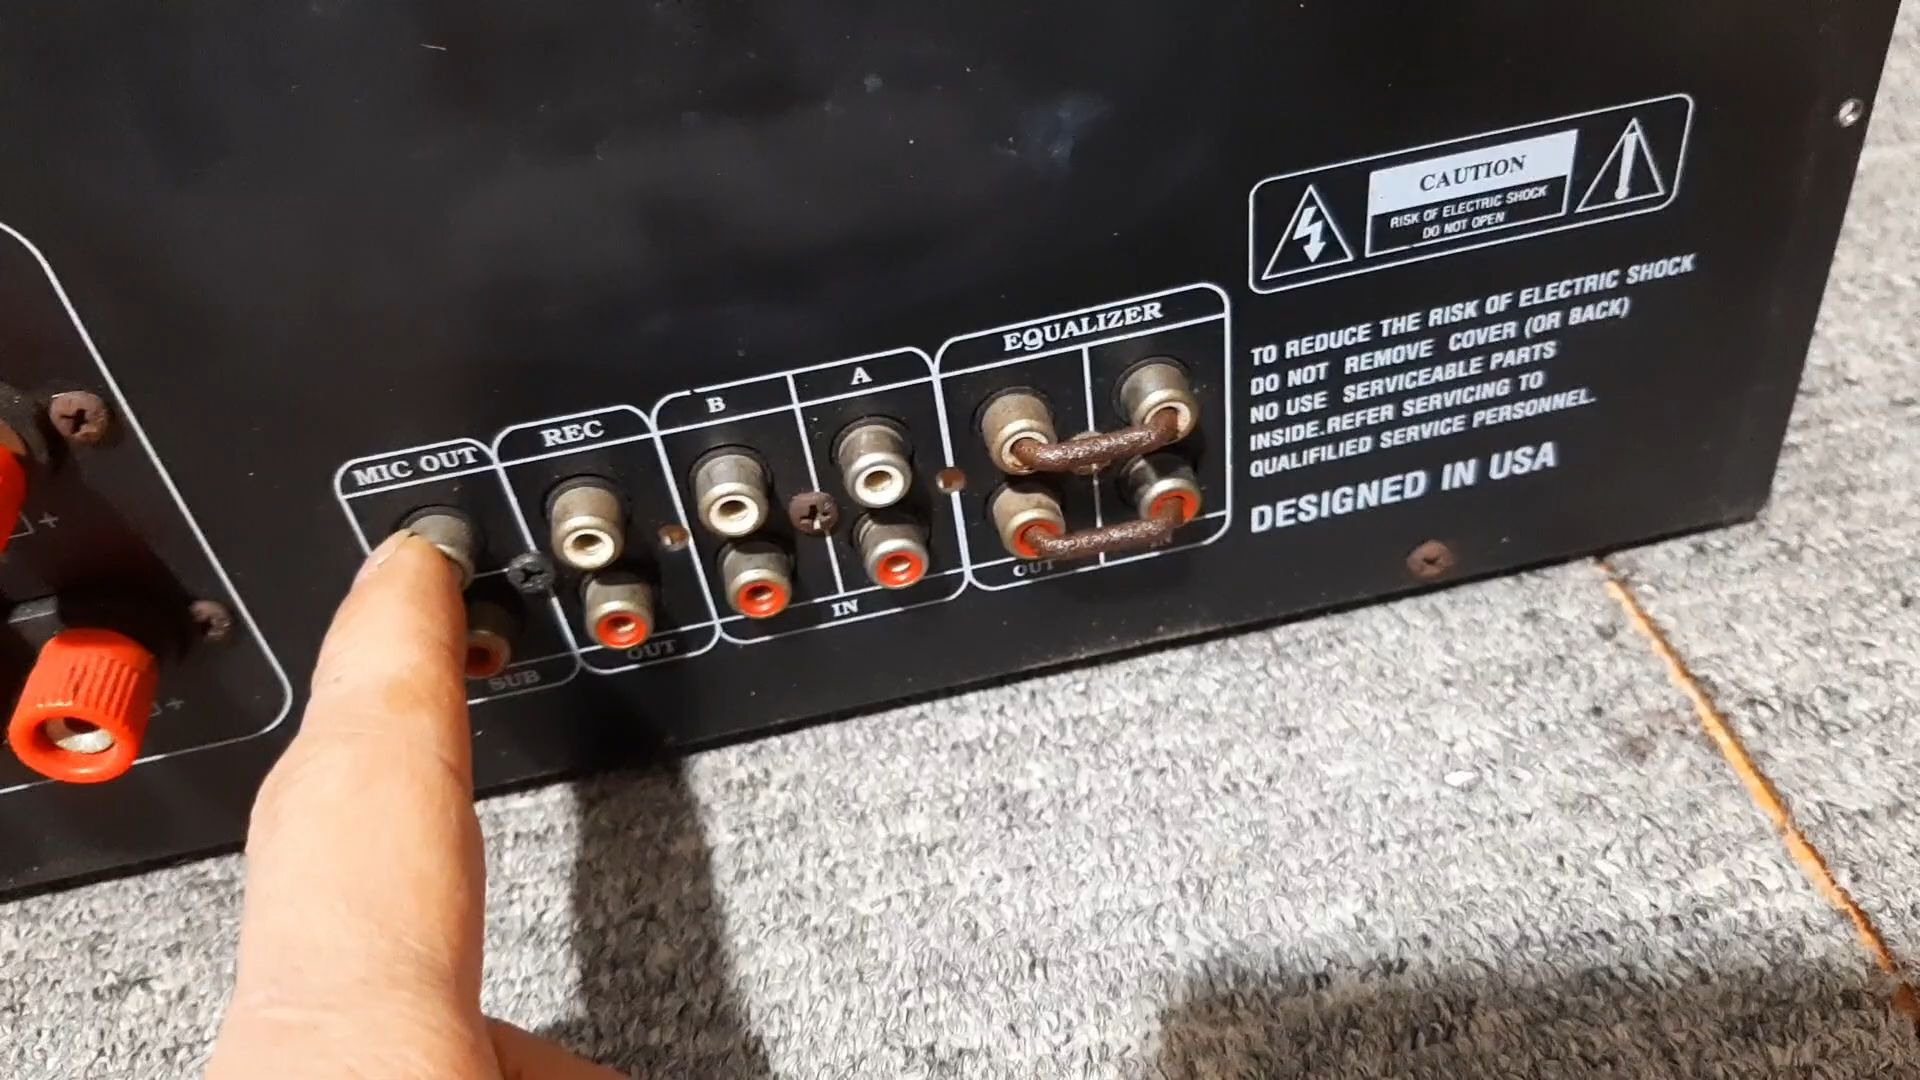 CAUTION
RISK OF ELECTRIC SHOCK
DO NOT OPEN
TO REDUCE THE RISK OF ELECTRIC SHOCK
DO NOT REMOVE COVER (OR BACK)
NO USE SERVICEABLE PARTS
INSIDE.REFER SERVICING TO
QUALIFILIED SERVICE PERSONNEL.
DESIGNED IN USA
EQUALIZER
A
B
REC
MIC OUT
OUT
IN
OUT
SUB
+
+